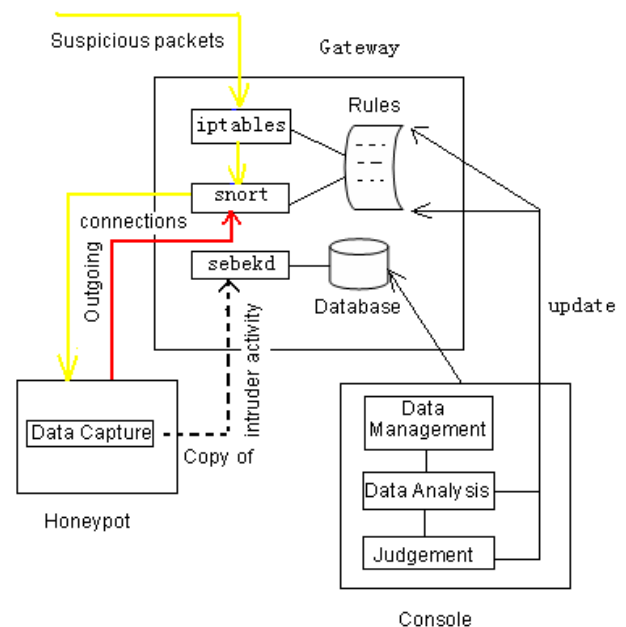 Suspicious packets
Gateway
Rules
iptables
snort
connections
Outgoing
sebekd
Database
update
intruder activity
Copy of
Data Capture
Honeypot
Data
Management
Data Analysis
Judgement
Console